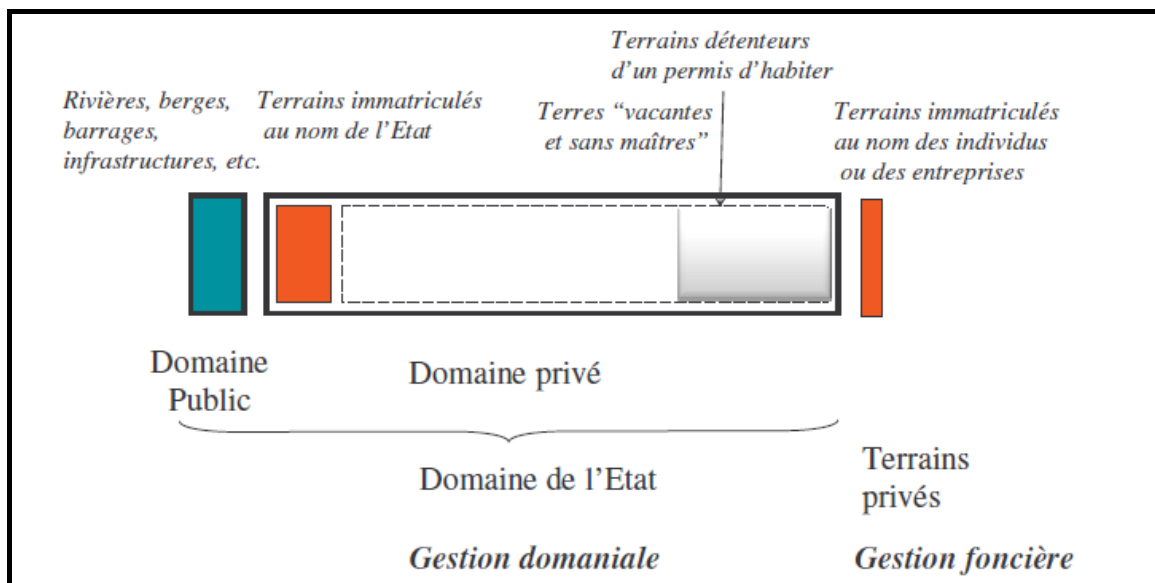 Terrains détenteurs
d'un permis d'habiter
Rivières, berges,
barrages,
infrastructures, etc.
Terrains immatriculés
au nom de l'Etat
Terres "vacantes
et sans maîtres"
Terrains immatriculés
au nom des individus
ou des entreprises
Domaine
Public
Domaine privé
Domaine de l'Etat
Terrains
privés
Gestion domaniale
Gestion foncière